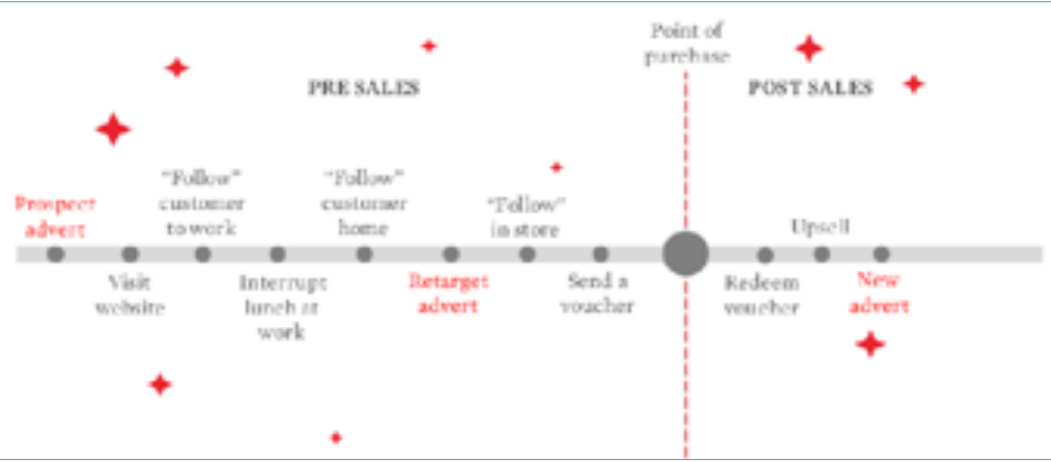 Point of
purchase
PRE SALES
POST SALES
Prospect
advert
Visit
website
“Follow”
customer
to work
Interrupt
lunch at
work
“Follow”
customer
home
Retarget
advert
“Follow”
in store
Send a
voucher
Redeem
voucher
Upsell
New
advert